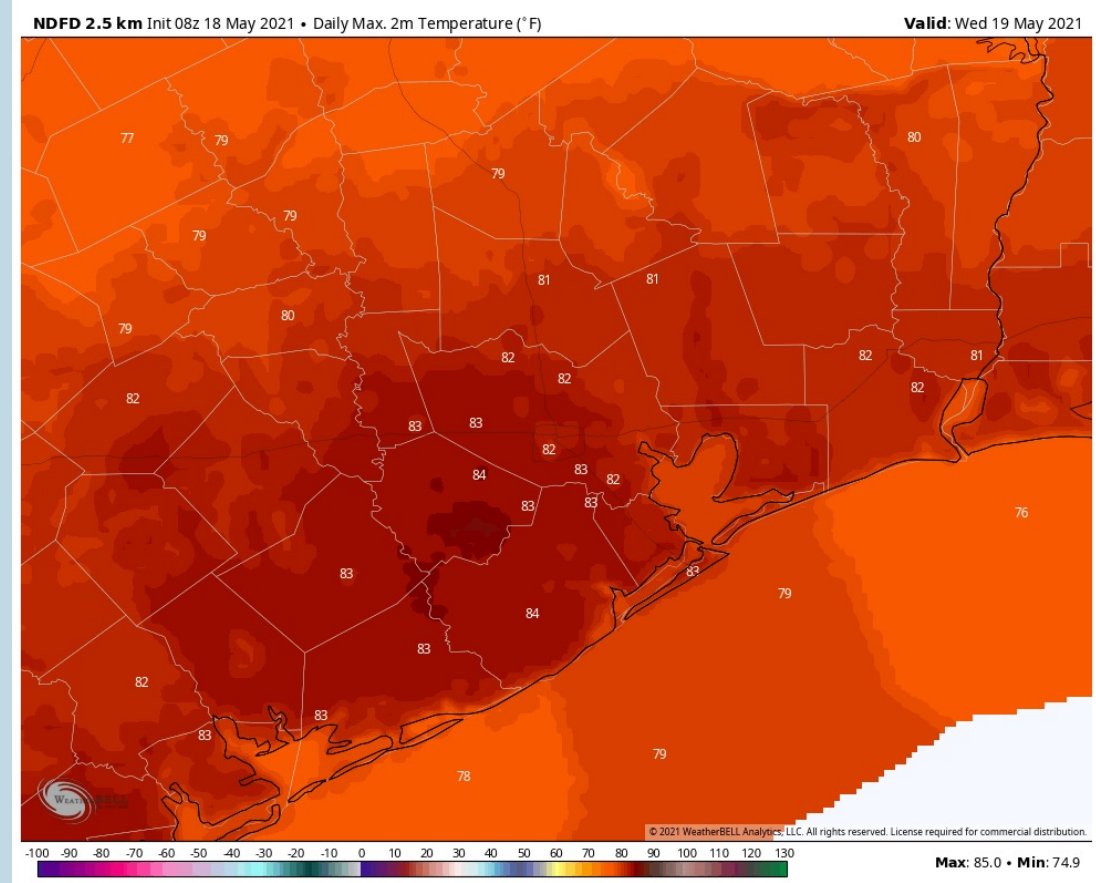 NDFD 2.5 km Init 08z 18 May 2021 • Daily Max. 2m Temperature (°F) Valid: Wed 19 May 2021
77 79 80
79
79
79
81 81
80
79
82 82 81
82 82
82
83 83
82
84 83 82
83 83
76
83 83
79
84
83
82
83
83
79
78
WeatherBELL
© 2021 WeatherBELL Analytics, LLC. All rights reserved. License required for commercial distribution.
-100 -90 -80 -70 -60 -50 -40 -30 -20 -10 0 10 20 30 40 50 60 70 80 90 100 110 120 130
Max: 85.0 • Min: 74.9